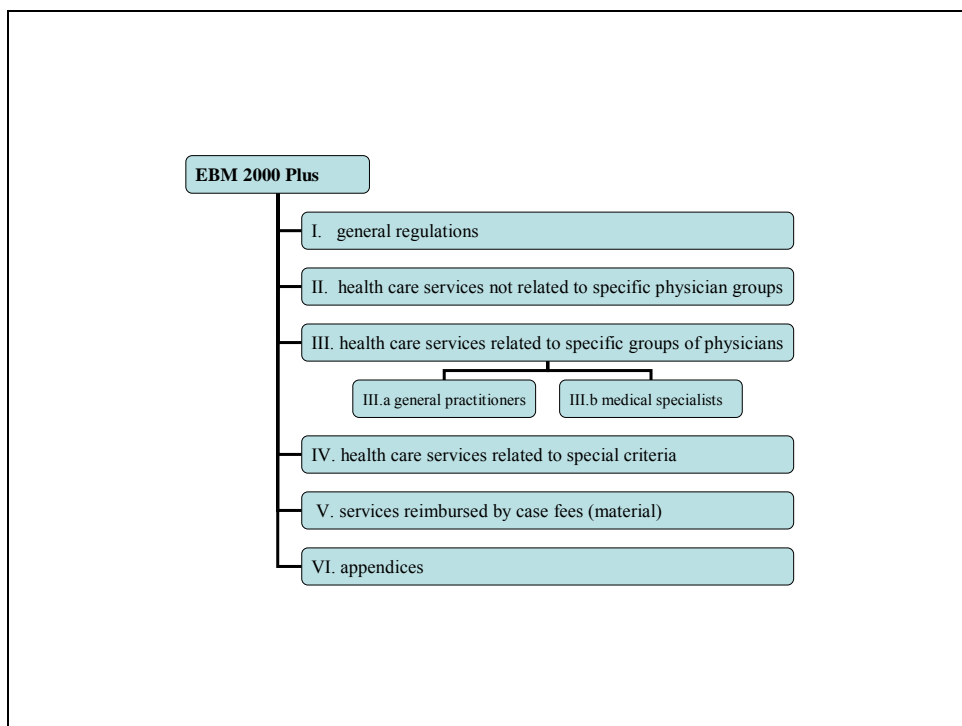 EBM 2000 Plus
I. general regulations
II. health care services not related to specific physician groups
III. health care services related to specific groups of physicians
III.a general practitioners
III.b medical specialists
IV. health care services related to special criteria
V. services reimbursed by case fees (material)
VI. appendices